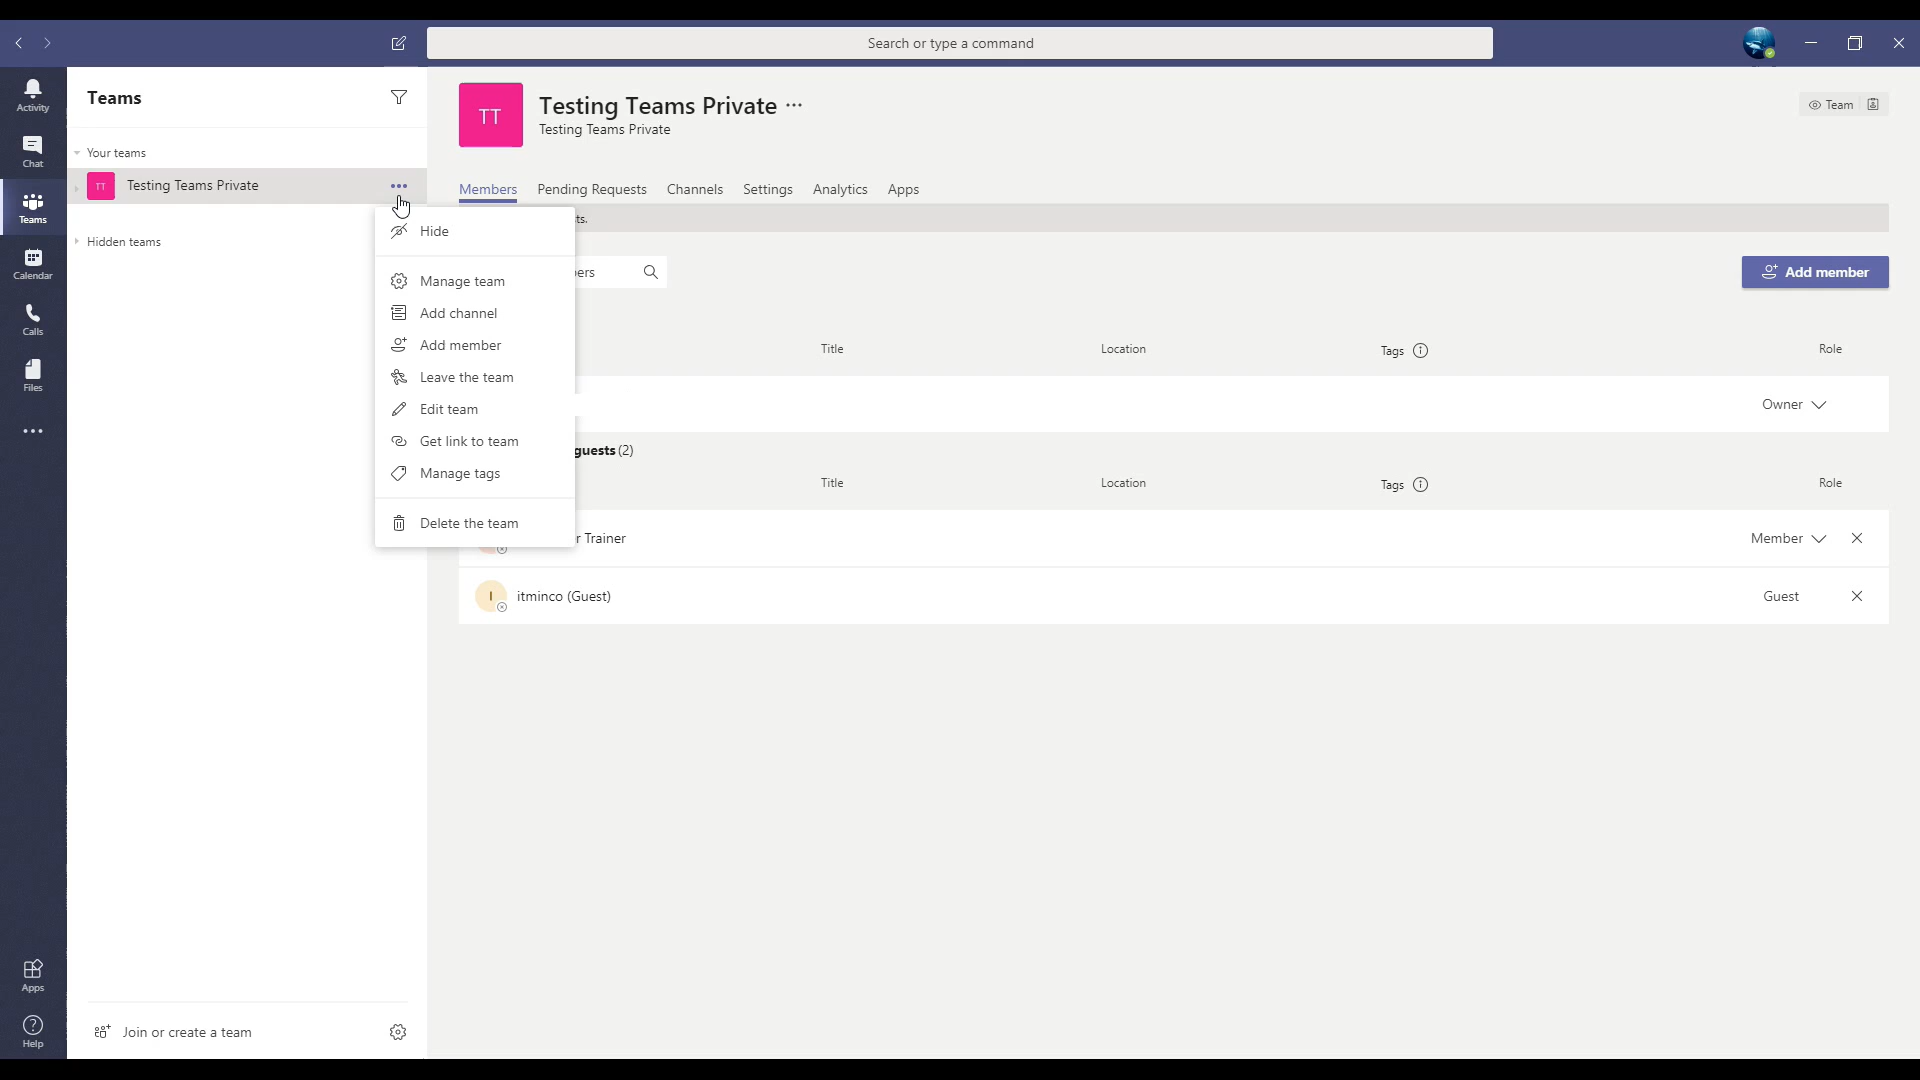 Search or type a command
Activity
Chat
Teams
Calendar
Calls
Files
Apps
Help
Teams
Your teams
TT Testing Teams Private
Hidden teams
Join or create a team
Hide
Manage team
Add channel
Add member
Leave the team
Edit team
Get link to team
Manage tags
Delete the team
TT
Testing Teams Private
Testing Teams Private
Team
Members Pending Requests Channels Settings Analytics Apps
Add member
Title Location Tags Role
Owner
guests (2)
Title Location Tags Role
Trainer Member
I itminco (Guest) Guest